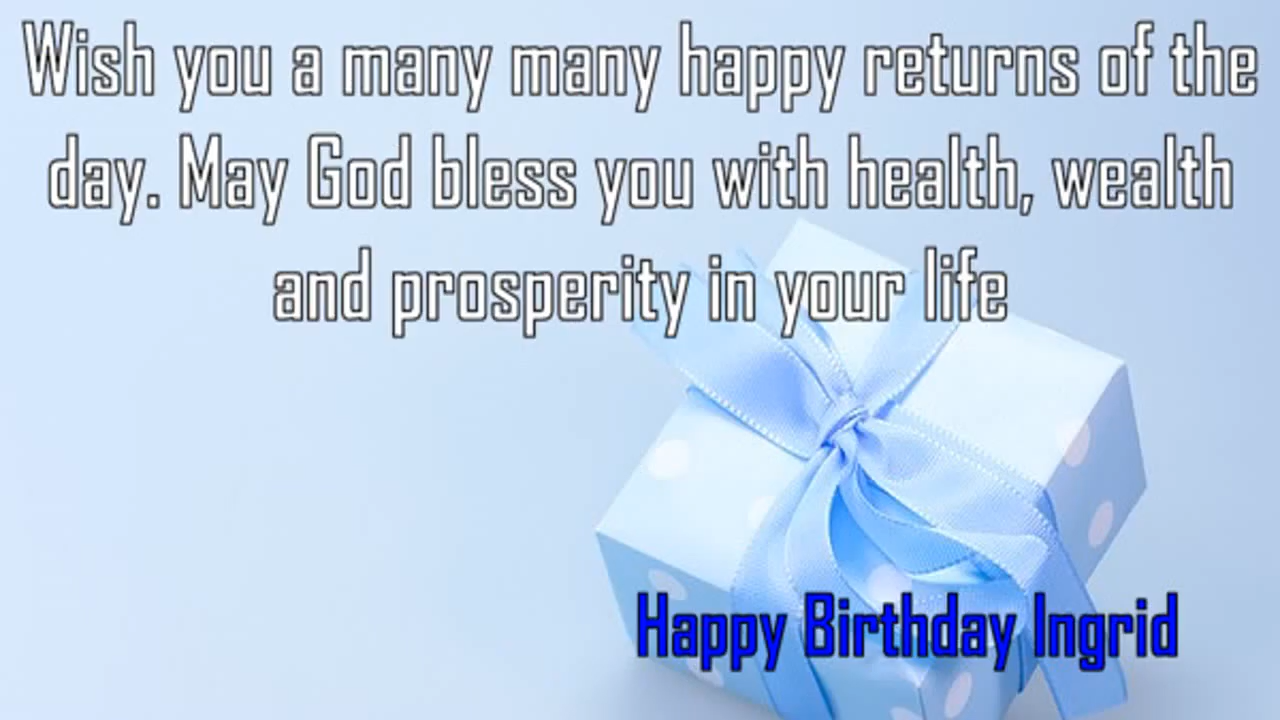 Wish you a many many happy returns of the
day. May God bless you with health, wealth
and prosperity in your life
Happy Birthday Ingrid